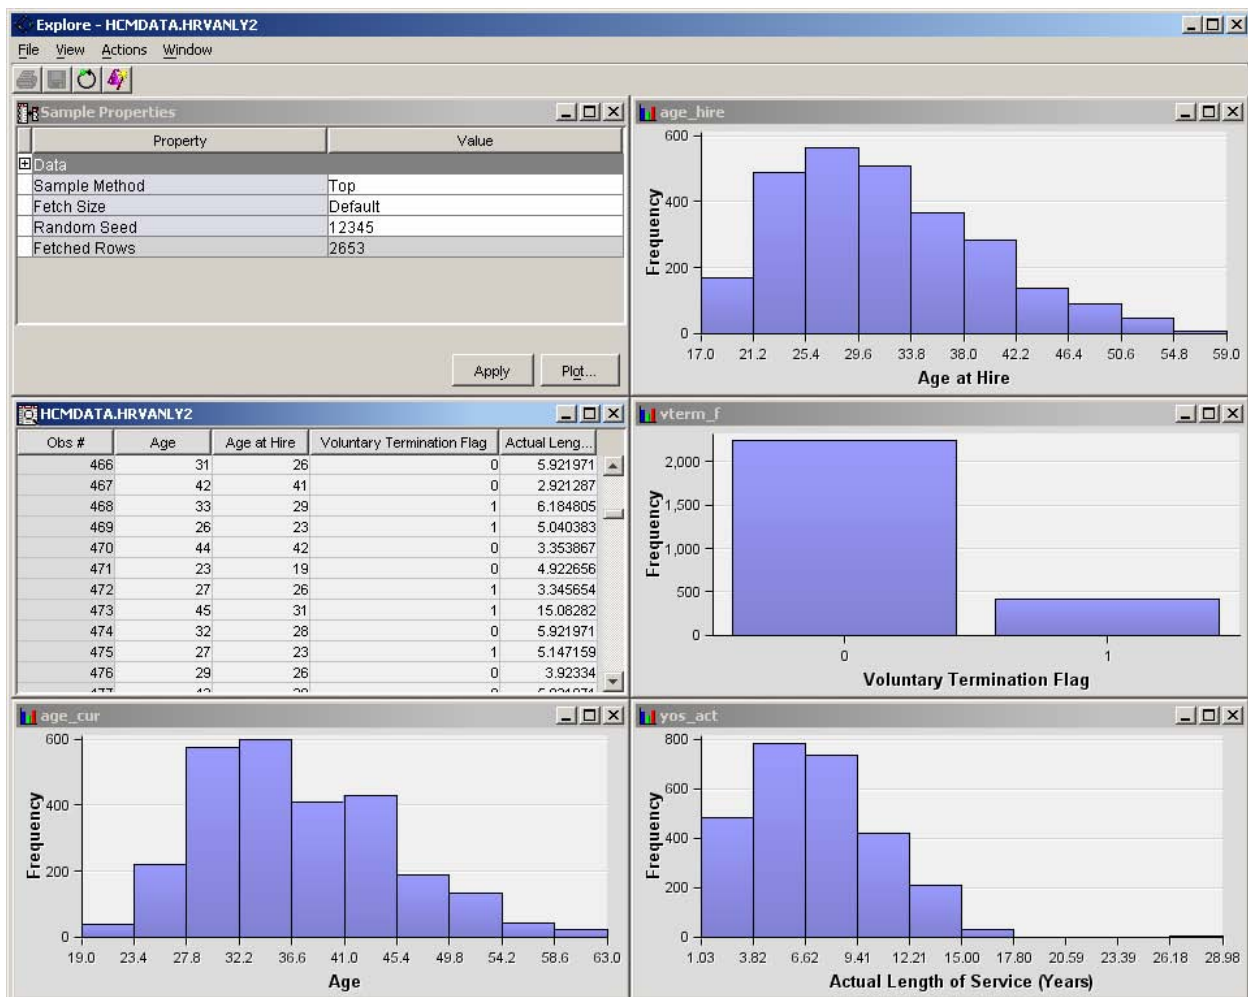 Explore - HCMDATA.HRVANLY2
File View Actions Window
Sample Properties
Property Value
Data
Sample Method Top
Fetch Size Default
Random Seed 12345
Fetched Rows 2653
Apply Plot...
age_hire
600
400
200
0
Frequency
17.0 21.2 25.4 29.6 33.8 38.0 42.2 46.4 50.6 54.8 59.0
Age at Hire
HCMDATA.HRVANLY2
Obs # Age Age at Hire Voluntary Termination Flag Actual Leng...
466 31 26 0 5.921971
467 42 41 0 2.921287
468 33 29 1 6.184805
469 26 23 1 5.040383
470 44 42 0 3.353867
471 23 19 0 4.922656
472 27 26 1 3.345654
473 45 31 1 15.08282
474 32 28 0 5.921971
475 27 23 1 5.147159
476 29 26 0 3.92334
vterm_f
2,000
1,500
1,000
500
0
Frequency
0 1
Voluntary Termination Flag
age_cur
600
400
200
0
Frequency
19.0 23.4 27.8 32.2 36.6 41.0 45.4 49.8 54.2 58.6 63.0
Age
yos_act
800
600
400
200
0
Frequency
1.03 3.82 6.62 9.41 12.21 15.00 17.80 20.59 23.39 26.18 28.98
Actual Length of Service (Years)